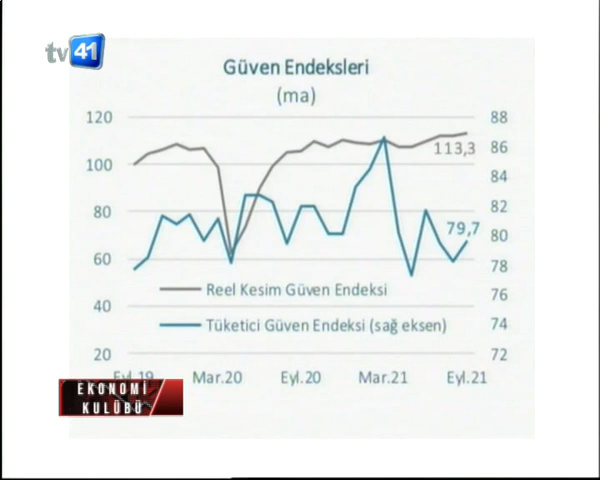 tv41
Güven Endeksleri
(ma)
120
100
80
60
40
20
88
86
84
82
80
78
76
74
72
113,3
79,7
Reel Kesim Güven Endeksi
Tüketici Güven Endeksi (sağ eksen)
Eyl.19
Mar.20
Eyl.20
Mar.21
Eyl.21
EKONOMİ
KULÜBÜ